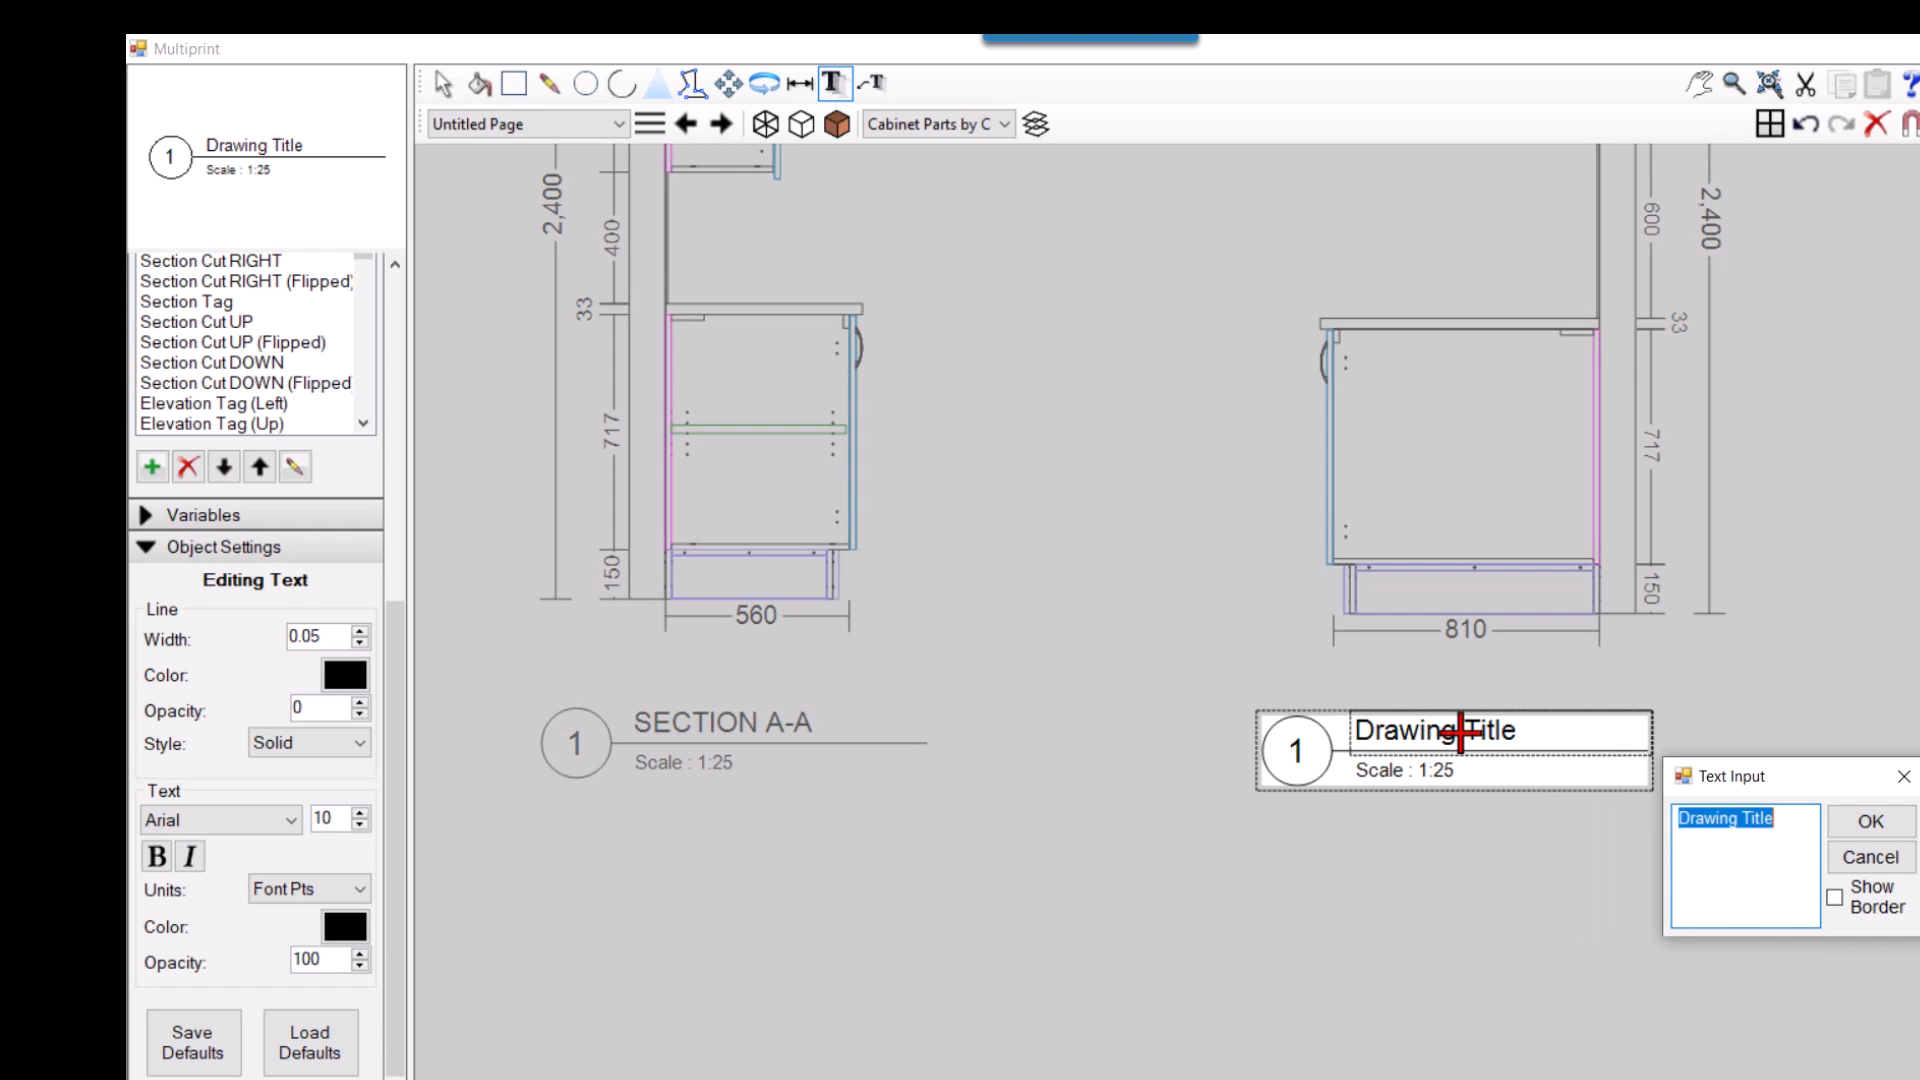 Multiprint
1
Drawing Title
Scale : 1:25
Section Cut RIGHT
Section Cut RIGHT (Flipped)
Section Tag
Section Cut UP
Section Cut UP (Flipped)
Section Cut DOWN
Section Cut DOWN (Flipped)
Elevation Tag (Left)
Elevation Tag (Up)
Variables
Object Settings
Editing Text
Line
Width: 0.05
Color:
Opacity: 0
Style: Solid
Text
Arial 10
B I
Units: Font Pts
Color:
Opacity: 100
Save Defaults
Load Defaults
T T
Untitled Page
Cabinet Parts by C
2,400
400
33
717
150
560
1
SECTION A-A
Scale : 1:25
600
2,400
33
717
150
810
1
Drawing Title
Scale : 1:25
Text Input
Drawing Title
OK
Cancel
Show Border